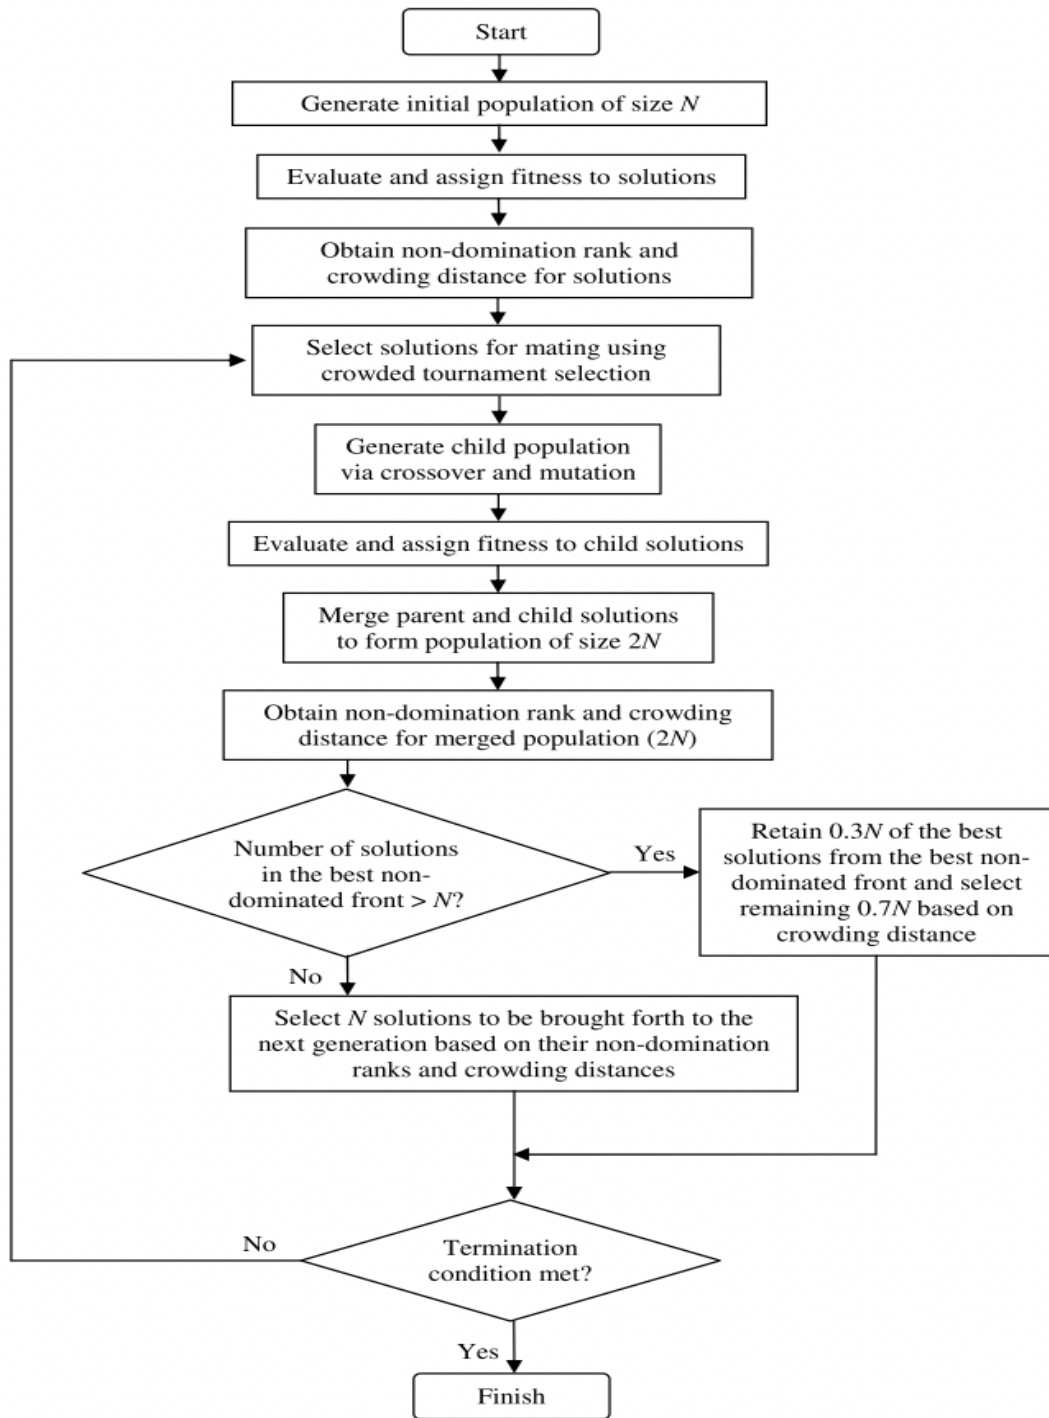 Start
Generate initial population of size N
Evaluate and assign fitness to solutions
Obtain non-domination rank and
crowding distance for solutions
Select solutions for mating using
crowded tournament selection
Generate child population
via crossover and mutation
Evaluate and assign fitness to child solutions
Merge parent and child solutions
to form population of size 2N
Obtain non-domination rank and crowding
distance for merged population (2N)
Number of solutions
in the best non-
dominated front > N?
Yes
Retain 0.3N of the best
solutions from the best non-
dominated front and select
remaining 0.7N based on
crowding distance
No
Select N solutions to be brought forth to the
next generation based on their non-domination
ranks and crowding distances
No
Termination
condition met?
Yes
Finish